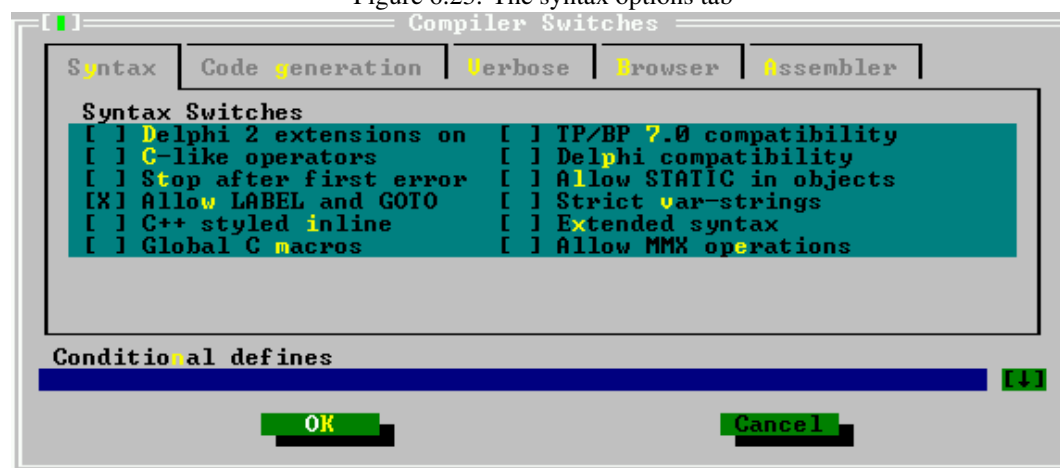 Figure 6.23: The syntax options tab
[ ] Compiler Switches
Syntax Code generation Verbose Browser Assembler
Syntax Switches
[ ] Delphi 2 extensions on [ ] TP/BP 7.0 compatibility
[ ] C-like operators [ ] Delphi compatibility
[ ] Stop after first error [ ] Allow STATIC in objects
[X] Allow LABEL and GOTO [ ] Strict var-strings
[ ] C++ styled inline [ ] Extended syntax
[ ] Global C macros [ ] Allow MMX operations
Conditional defines
[↓]
OK Cancel